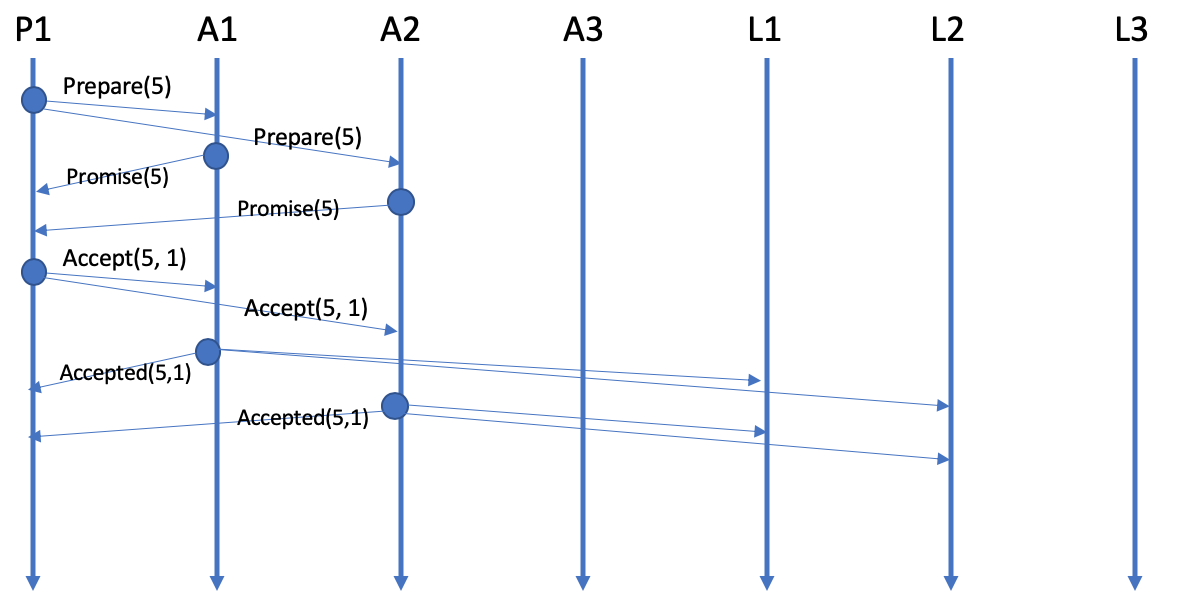 P1 A1 A2 A3 L1 L2 L3
Prepare(5)
Prepare(5)
Promise(5)
Promise(5)
Accept(5, 1)
Accept(5, 1)
Accepted(5,1)
Accepted(5,1)